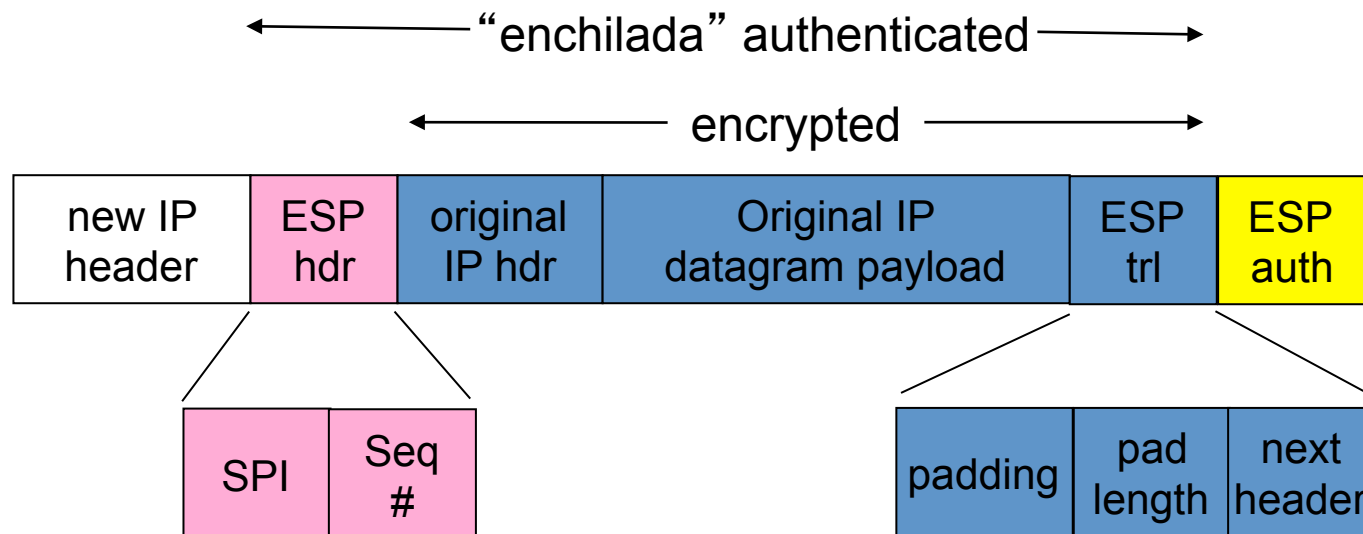 “enchilada” authenticated
encrypted
new IP
header
ESP
hdr
original
IP hdr
Original IP
datagram payload
ESP
trl
ESP
auth
SPI
Seq
#
padding
pad
length
next
header